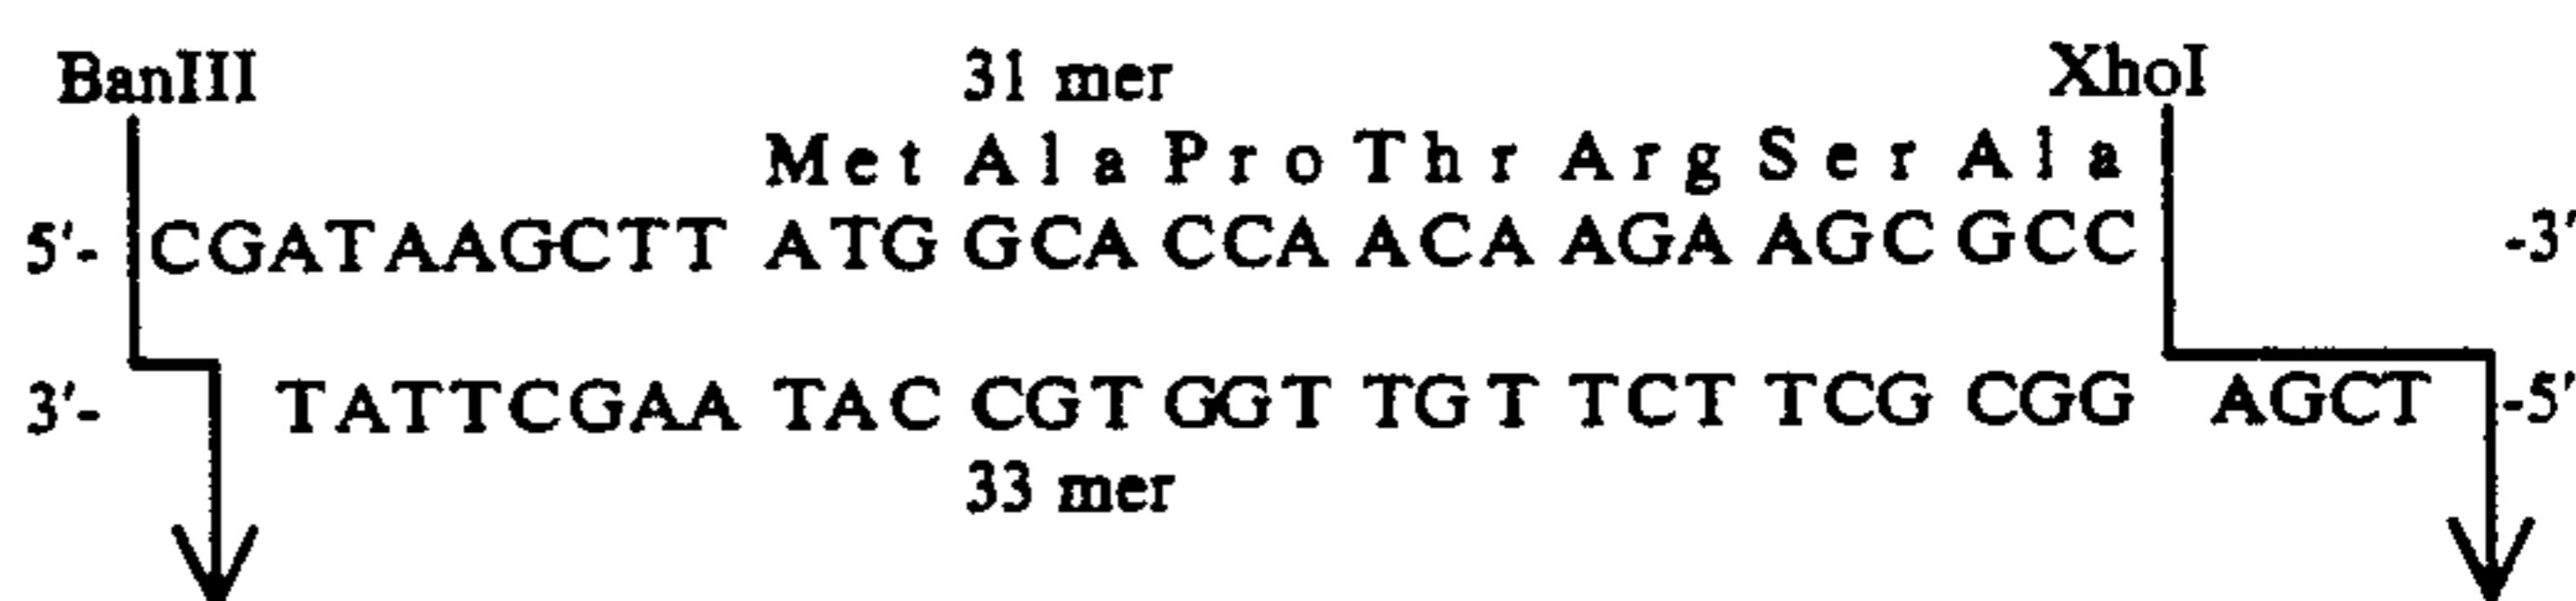 BanIII 31 mer XhoI
Met Ala Pro Thr Arg Ser Ala
5'- CGATAAGCTT ATG GCA CCA ACA AGA AGC GCC -3'
3'- TATTCGAA TAC CGT GGT TGT TCT TCG CGG AGCT -5'
33 mer